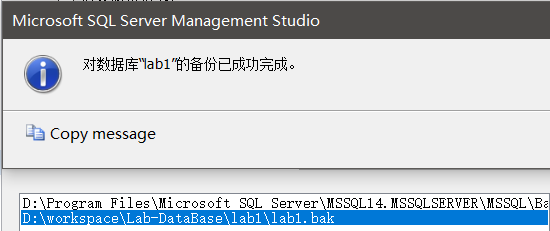 Microsoft SQL Server Management Studio
对数据库“lab1”的备份已成功完成。
Copy message
D:\Program Files\Microsoft SQL Server\MSSQL14.MSSQLSERVER\MSSQL\Ba
D:\workspace\Lab-DataBase\lab1\lab1.bak